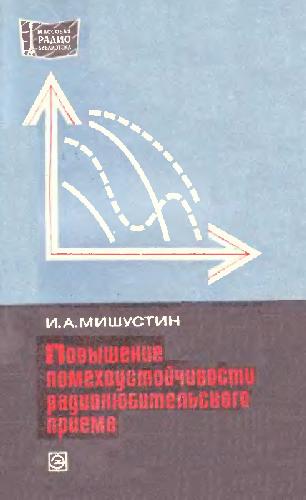 МАССОВАЯ
РАДИО
БИБЛИОТЕКА
И.А.МИШУСТИН
Повышение
помехоустойчивости
радиолюбительского
приема